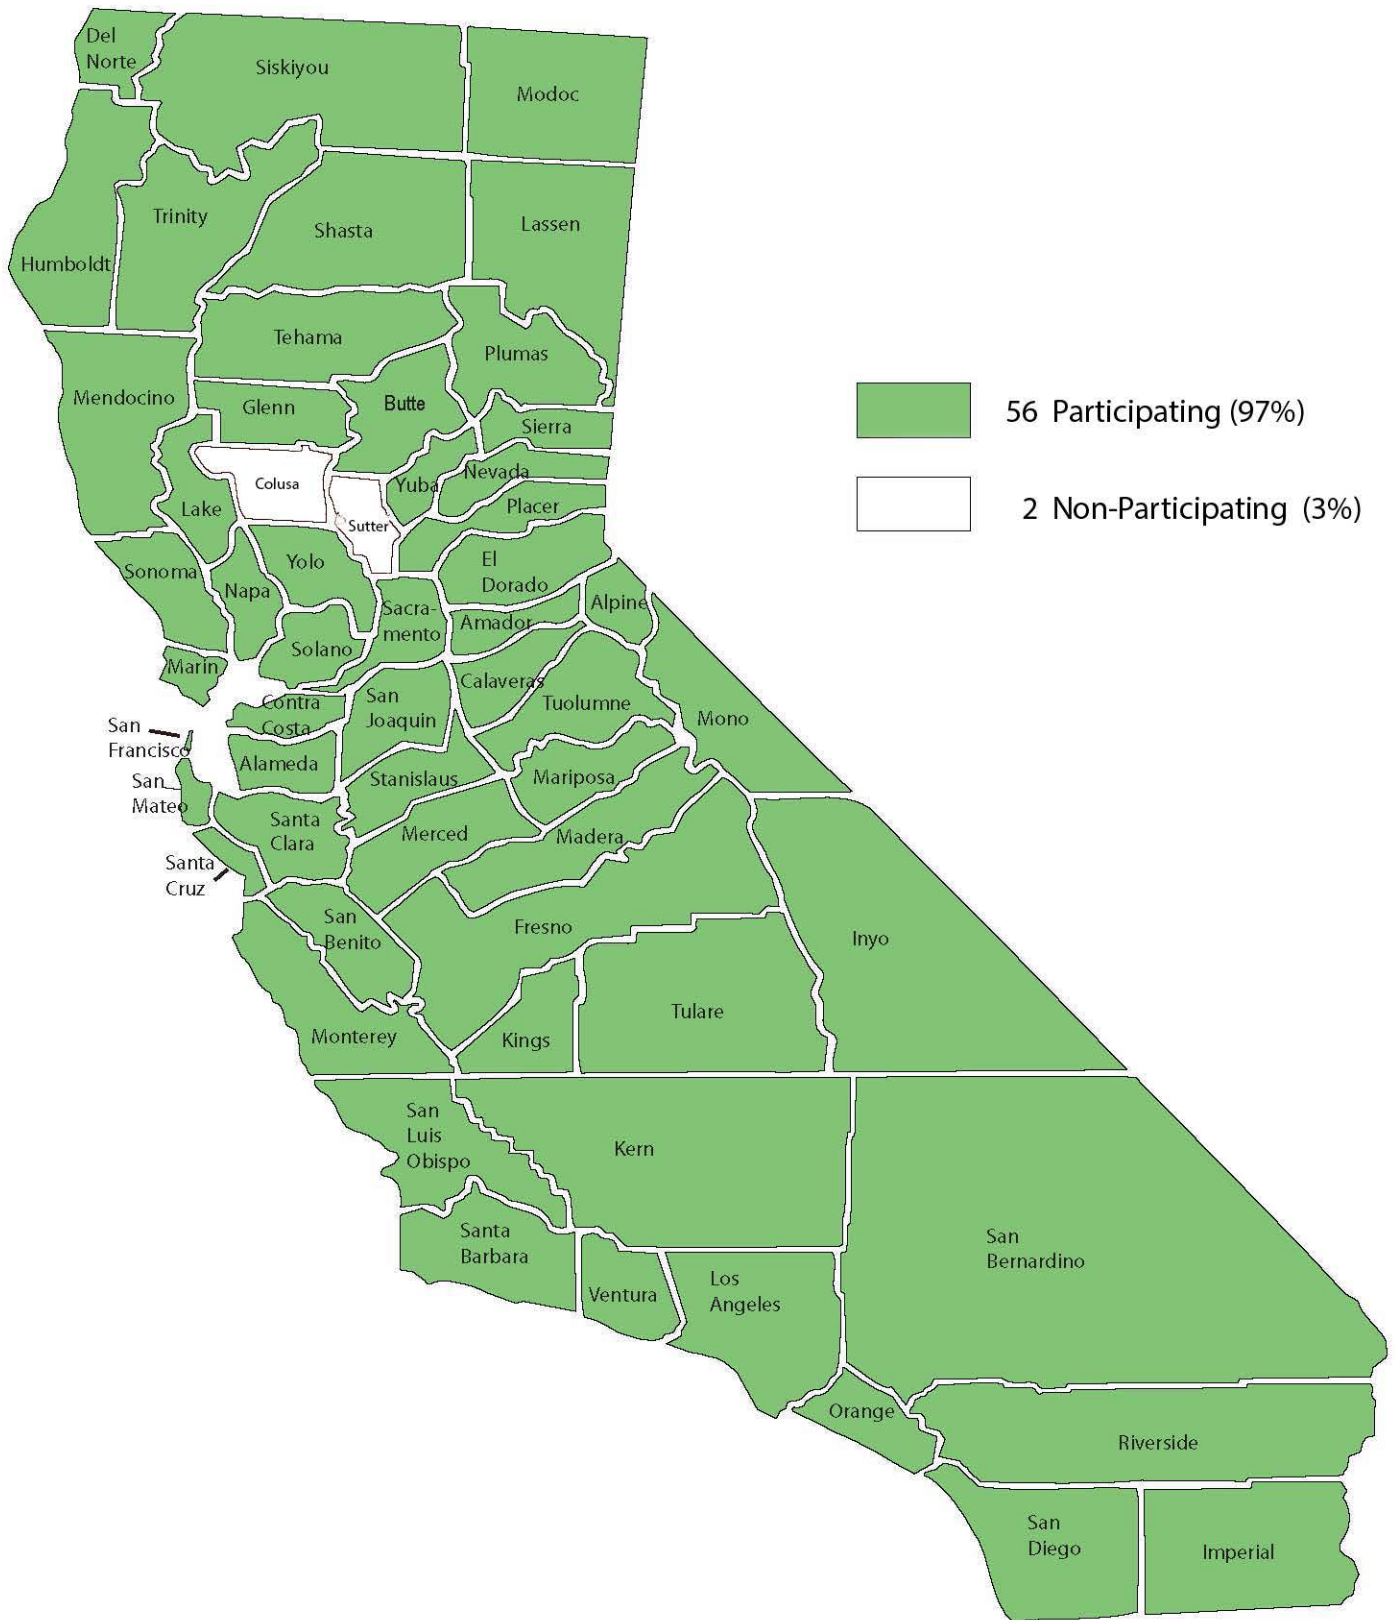 Del
Norte
Siskiyou
Modoc
Trinity
Shasta
Lassen
Humboldt
Tehama
Plumas
Mendocino
Glenn
Butte
Sierra
56 Participating (97%)
Colusa
Yuba
Nevada
Lake
Sutter
Placer
2 Non-Participating (3%)
Sonoma
Napa
Yolo
El
Dorado
Sacra-
mento
Amador
Alpine
Marin
Solano
Contra
Costa
San
Joaquin
Calaveras
Tuolumne
Mono
San
Francisco
San
Mateo
Alameda
Stanislaus
Mariposa
Santa
Clara
Merced
Madera
Santa
Cruz
San
Benito
Fresno
Inyo
Monterey
Kings
Tulare
San
Luis
Obispo
Kern
Santa
Barbara
Ventura
Los
Angeles
San
Bernardino
Orange
Riverside
San
Diego
Imperial